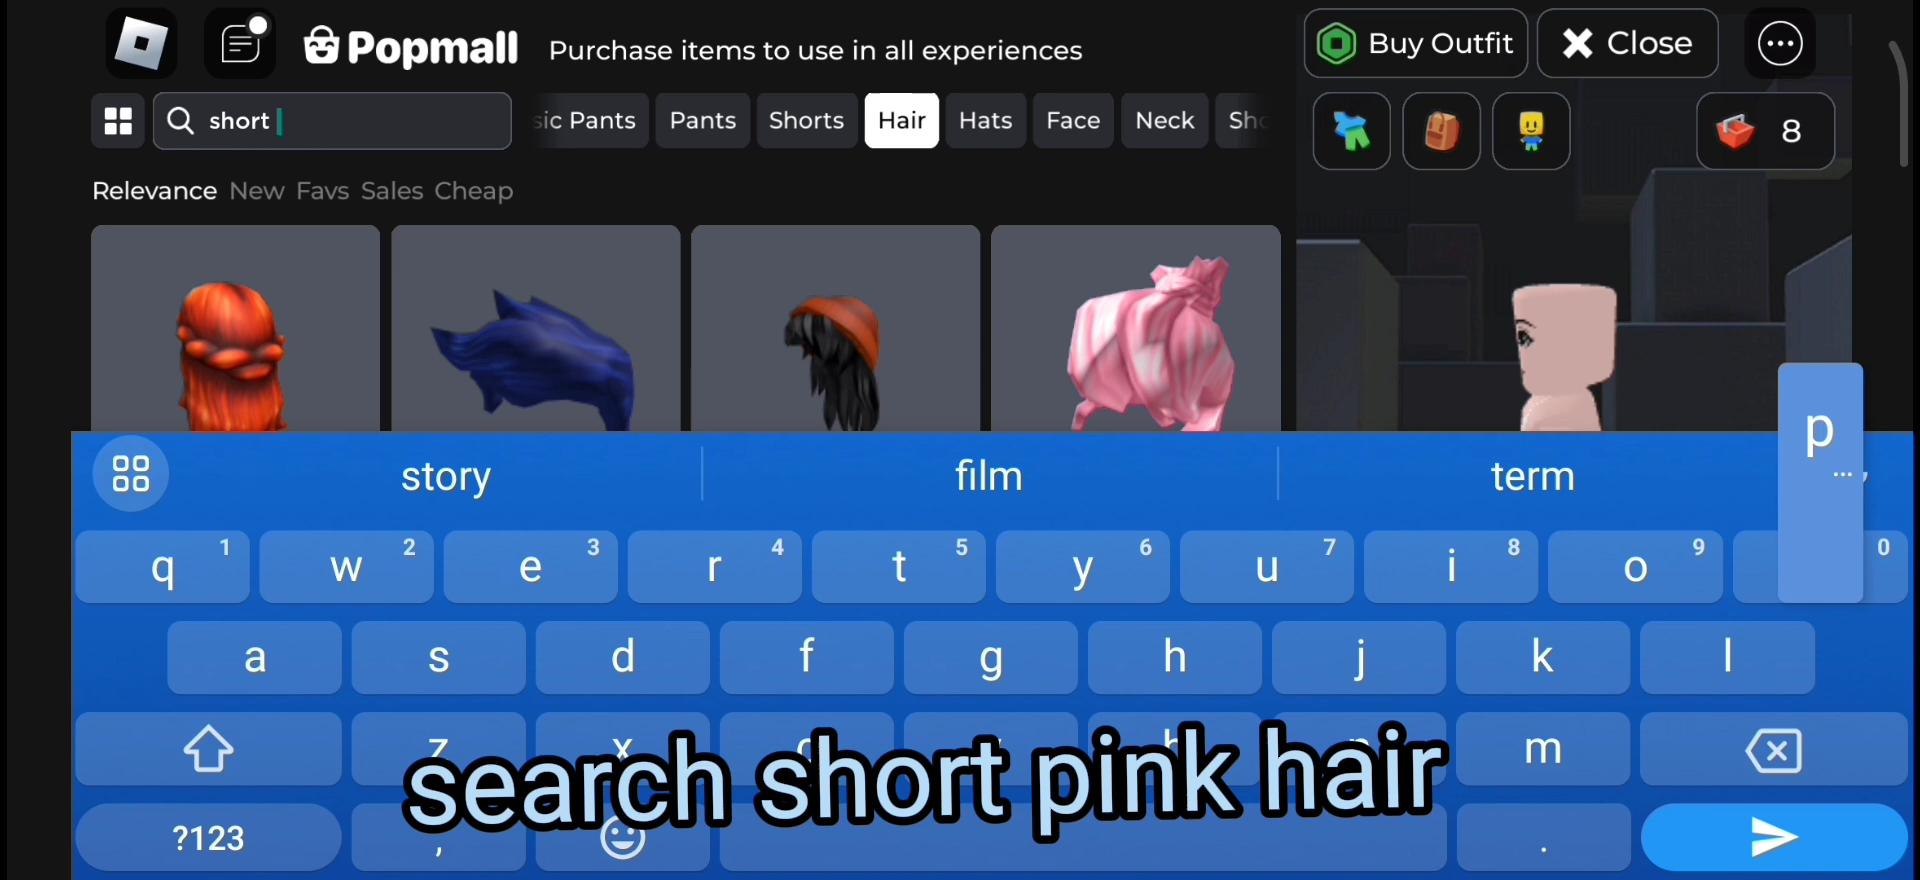 Popmall
Purchase items to use in all experiences
Buy Outfit
Close
short
sic Pants
Pants
Shorts
Hair
Hats
Face
Neck
Sho
8
Relevance New Favs Sales Cheap
story
film
term
p
q 1 w 2 e 3 r 4 t 5 y 6 u 7 i 8 o 9 0
a s d f g h j k l
z x m
search short pink hair
?123 , .